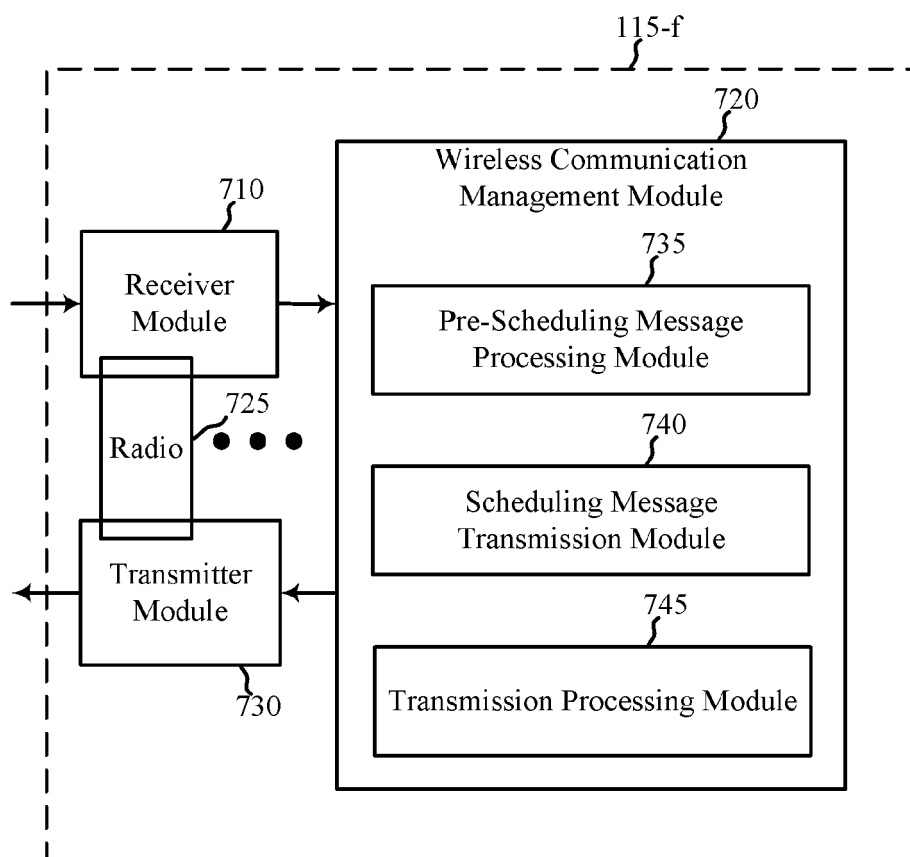 115-f
720
Wireless Communication
Management Module
710
Receiver
Module
735
Pre-Scheduling Message
Processing Module
725
Radio
740
Scheduling Message
Transmission Module
Transmitter
Module
730
745
Transmission Processing Module